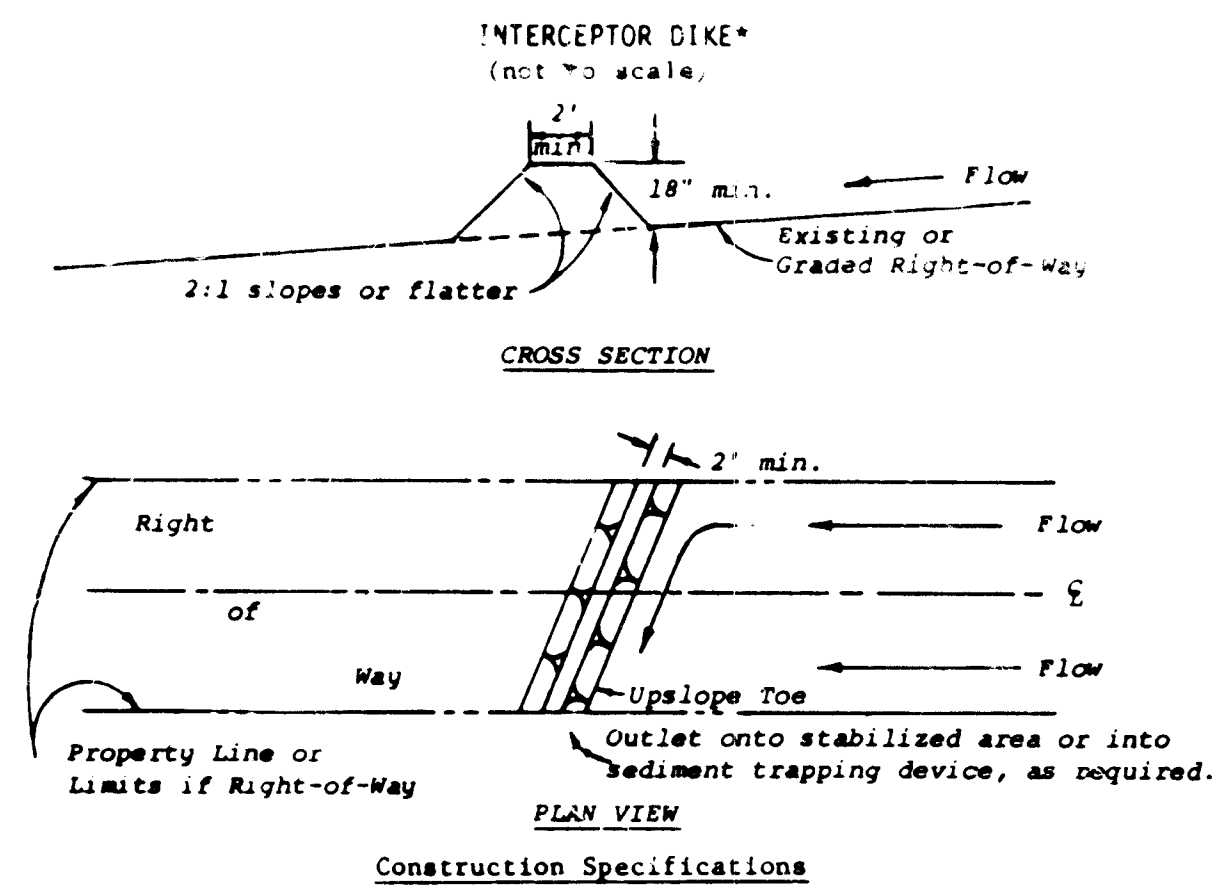 INTERCEPTOR DIKE*
(not to scale)
2'
min
18" min.
Flow
Existing or
Graded Right-of-Way
2:1 slopes or flatter
CROSS SECTION
2" min.
Right
Flow
℄
of
Way
Flow
Upslope Toe
Property Line or
Limits if Right-of-Way
Outlet onto stabilized area or into
sediment trapping device, as required.
PLAN VIEW
Construction Specifications